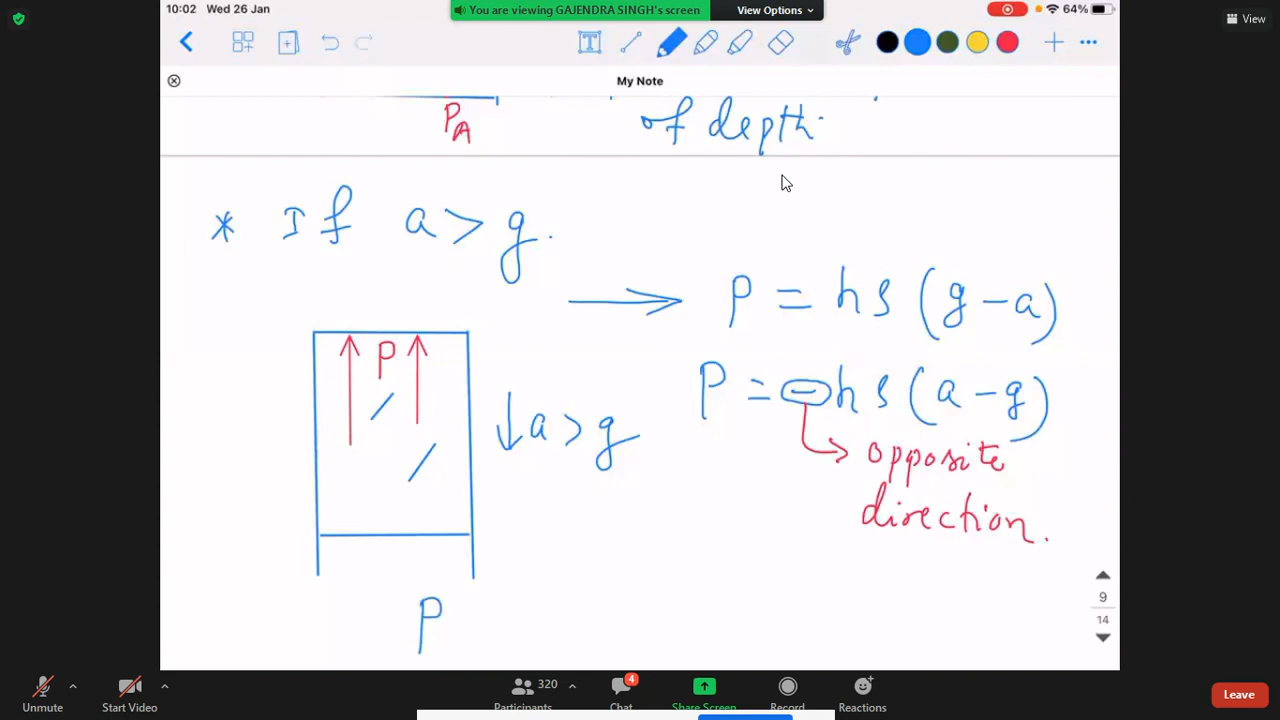 10:02 Wed 26 Jan
You are viewing GAJENDRA SINGH's screen
View Options
64%
View
My Note
PA
of depth.
* If a > g.
P = hs (g - a)
P
↓a > g
P = - hs (a - g)
opposite
direction.
P
9
14
Unmute
Start Video
320
Participants
4
Chat
Share Screen
Record
Reactions
Leave